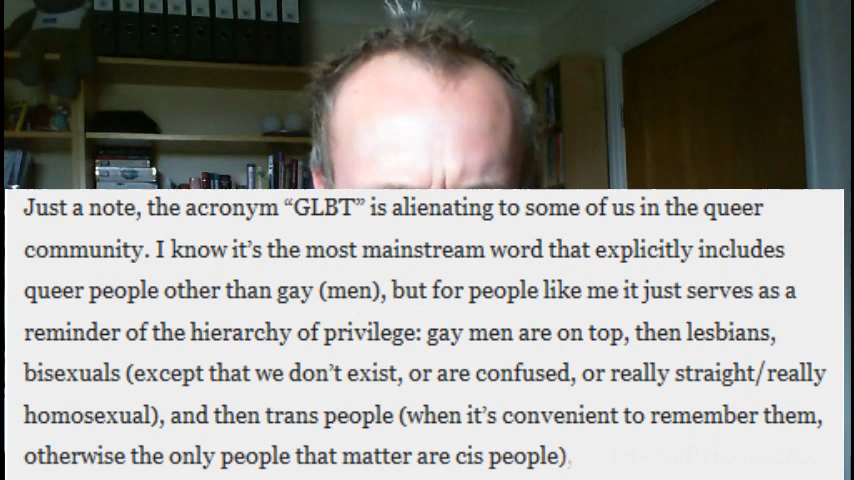 Just a note, the acronym “GLBT” is alienating to some of us in the queer
community. I know it’s the most mainstream word that explicitly includes
queer people other than gay (men), but for people like me it just serves as a
reminder of the hierarchy of privilege: gay men are on top, then lesbians,
bisexuals (except that we don’t exist, or are confused, or really straight/really
homosexual), and then trans people (when it’s convenient to remember them,
otherwise the only people that matter are cis people),